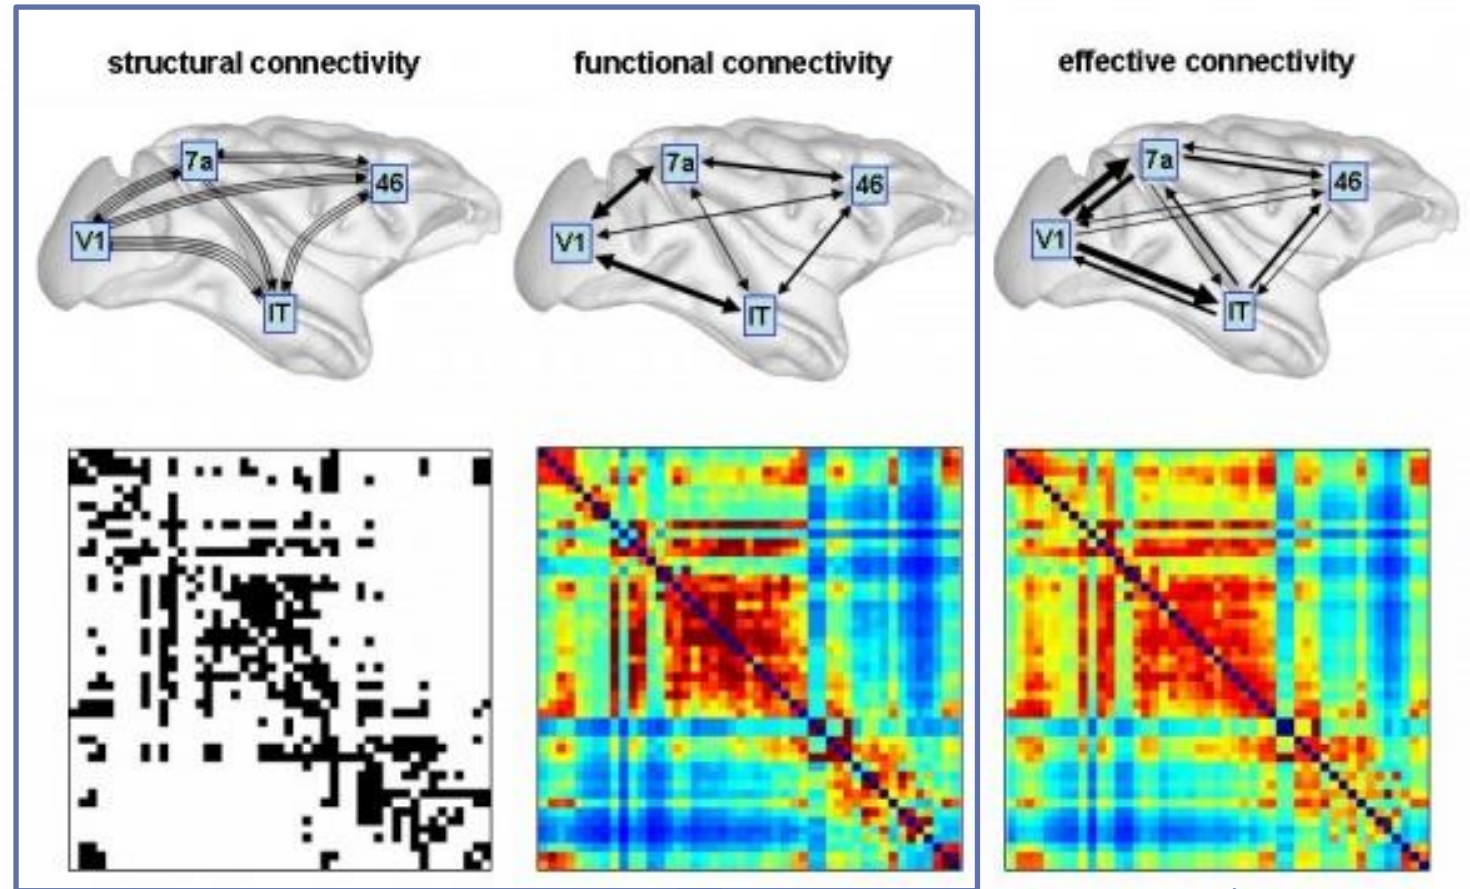 structural connectivity
functional connectivity
effective connectivity
7a
46
V1
IT
7a
46
V1
IT
7a
46
V1
IT